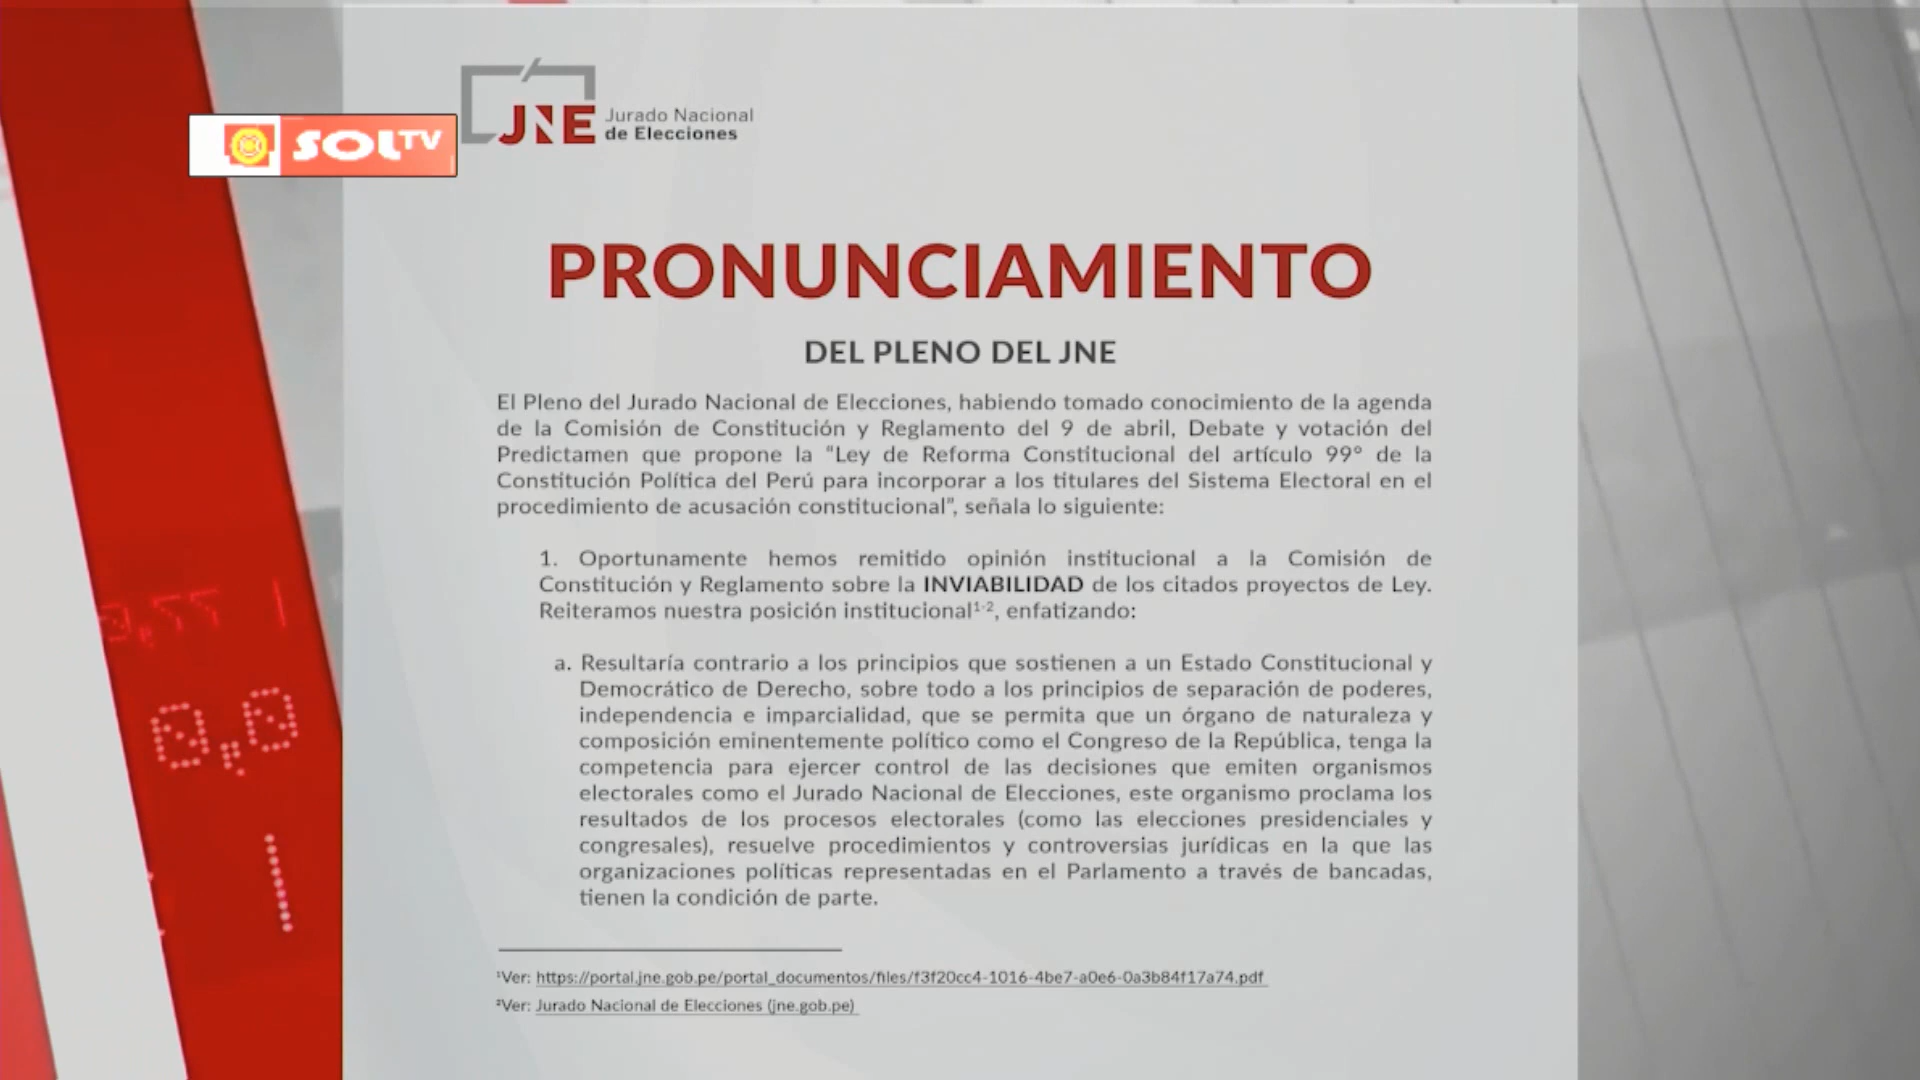 SOLTV
JNE Jurado Nacional
de Elecciones
PRONUNCIAMIENTO
DEL PLENO DEL JNE
El Pleno del Jurado Nacional de Elecciones, habiendo tomado conocimiento de la agenda
de la Comisión de Constitución y Reglamento del 9 de abril, Debate y votación del
Predictamen que propone la “Ley de Reforma Constitucional del artículo 99° de la
Constitución Política del Perú para incorporar a los titulares del Sistema Electoral en el
procedimiento de acusación constitucional”, señala lo siguiente:
1. Oportunamente hemos remitido opinión institucional a la Comisión de
Constitución y Reglamento sobre la INVIABILIDAD de los citados proyectos de Ley.
Reiteramos nuestra posición institucional¹⁻², enfatizando:
a. Resultaría contrario a los principios que sostienen a un Estado Constitucional y
Democrático de Derecho, sobre todo a los principios de separación de poderes,
independencia e imparcialidad, que se permita que un órgano de naturaleza y
composición eminentemente político como el Congreso de la República, tenga la
competencia para ejercer control de las decisiones que emiten organismos
electorales como el Jurado Nacional de Elecciones, este organismo proclama los
resultados de los procesos electorales (como las elecciones presidenciales y
congresales), resuelve procedimientos y controversias jurídicas en la que las
organizaciones políticas representadas en el Parlamento a través de bancadas,
tienen la condición de parte.
¹Ver: https://portal.jne.gob.pe/portal_documentos/files/f3f20cc4-1016-4be7-a0e6-0a3b84f17a74.pdf
²Ver: Jurado Nacional de Elecciones (jne.gob.pe)
0,0